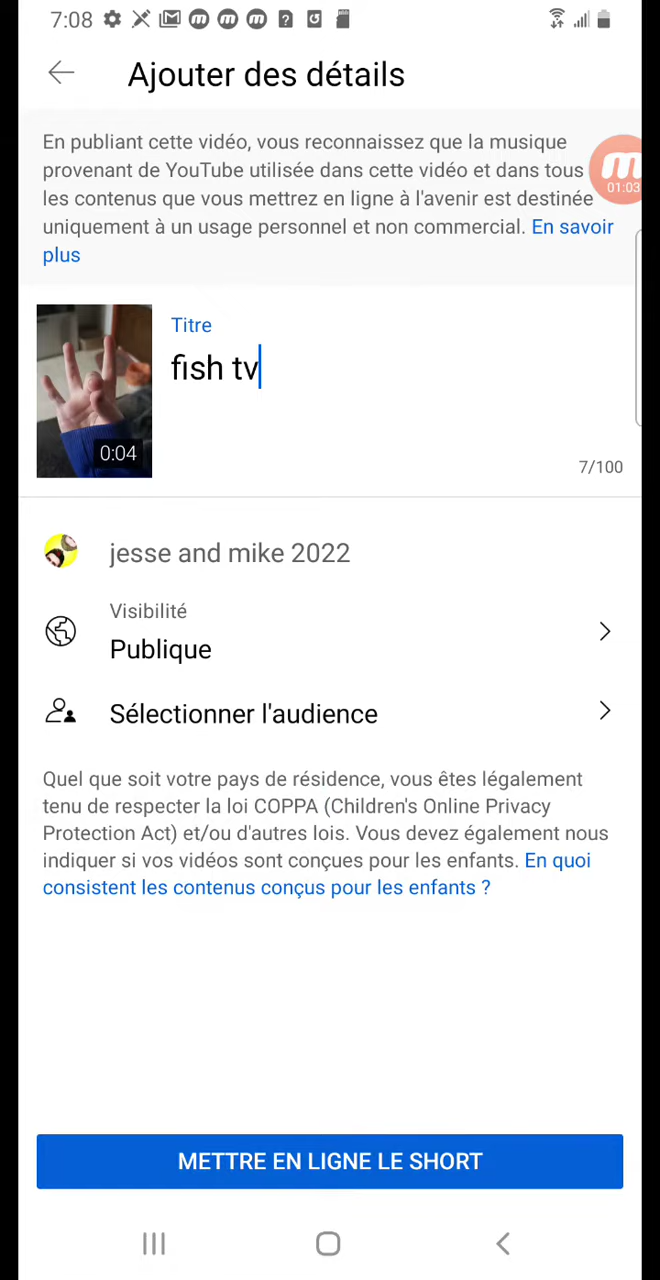 7:08
Ajouter des détails
En publiant cette vidéo, vous reconnaissez que la musique
provenant de YouTube utilisée dans cette vidéo et dans tous
les contenus que vous mettrez en ligne à l'avenir est destinée
uniquement à un usage personnel et non commercial. En savoir
plus
01:03
Titre
fish tv
0:04
7/100
jesse and mike 2022
Visibilité
Publique
Sélectionner l'audience
Quel que soit votre pays de résidence, vous êtes légalement
tenu de respecter la loi COPPA (Children's Online Privacy
Protection Act) et/ou d'autres lois. Vous devez également nous
indiquer si vos vidéos sont conçues pour les enfants. En quoi
consistent les contenus conçus pour les enfants ?
METTRE EN LIGNE LE SHORT